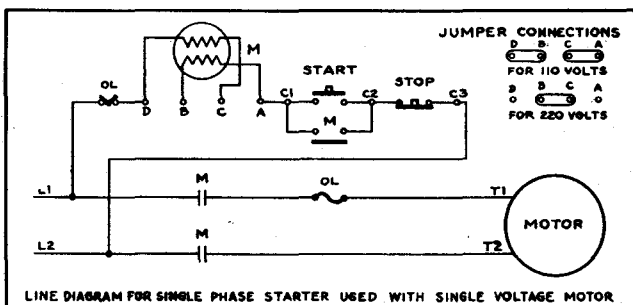 JUMPER CONNECTIONS
D B C A
FOR 110 VOLTS
D B C A
FOR 220 VOLTS
M
START
STOP
OL
D B C A C1 C2 C3
M
L1 M OL T1
MOTOR
L2 M T2
LINE DIAGRAM FOR SINGLE PHASE STARTER USED WITH SINGLE VOLTAGE MOTOR